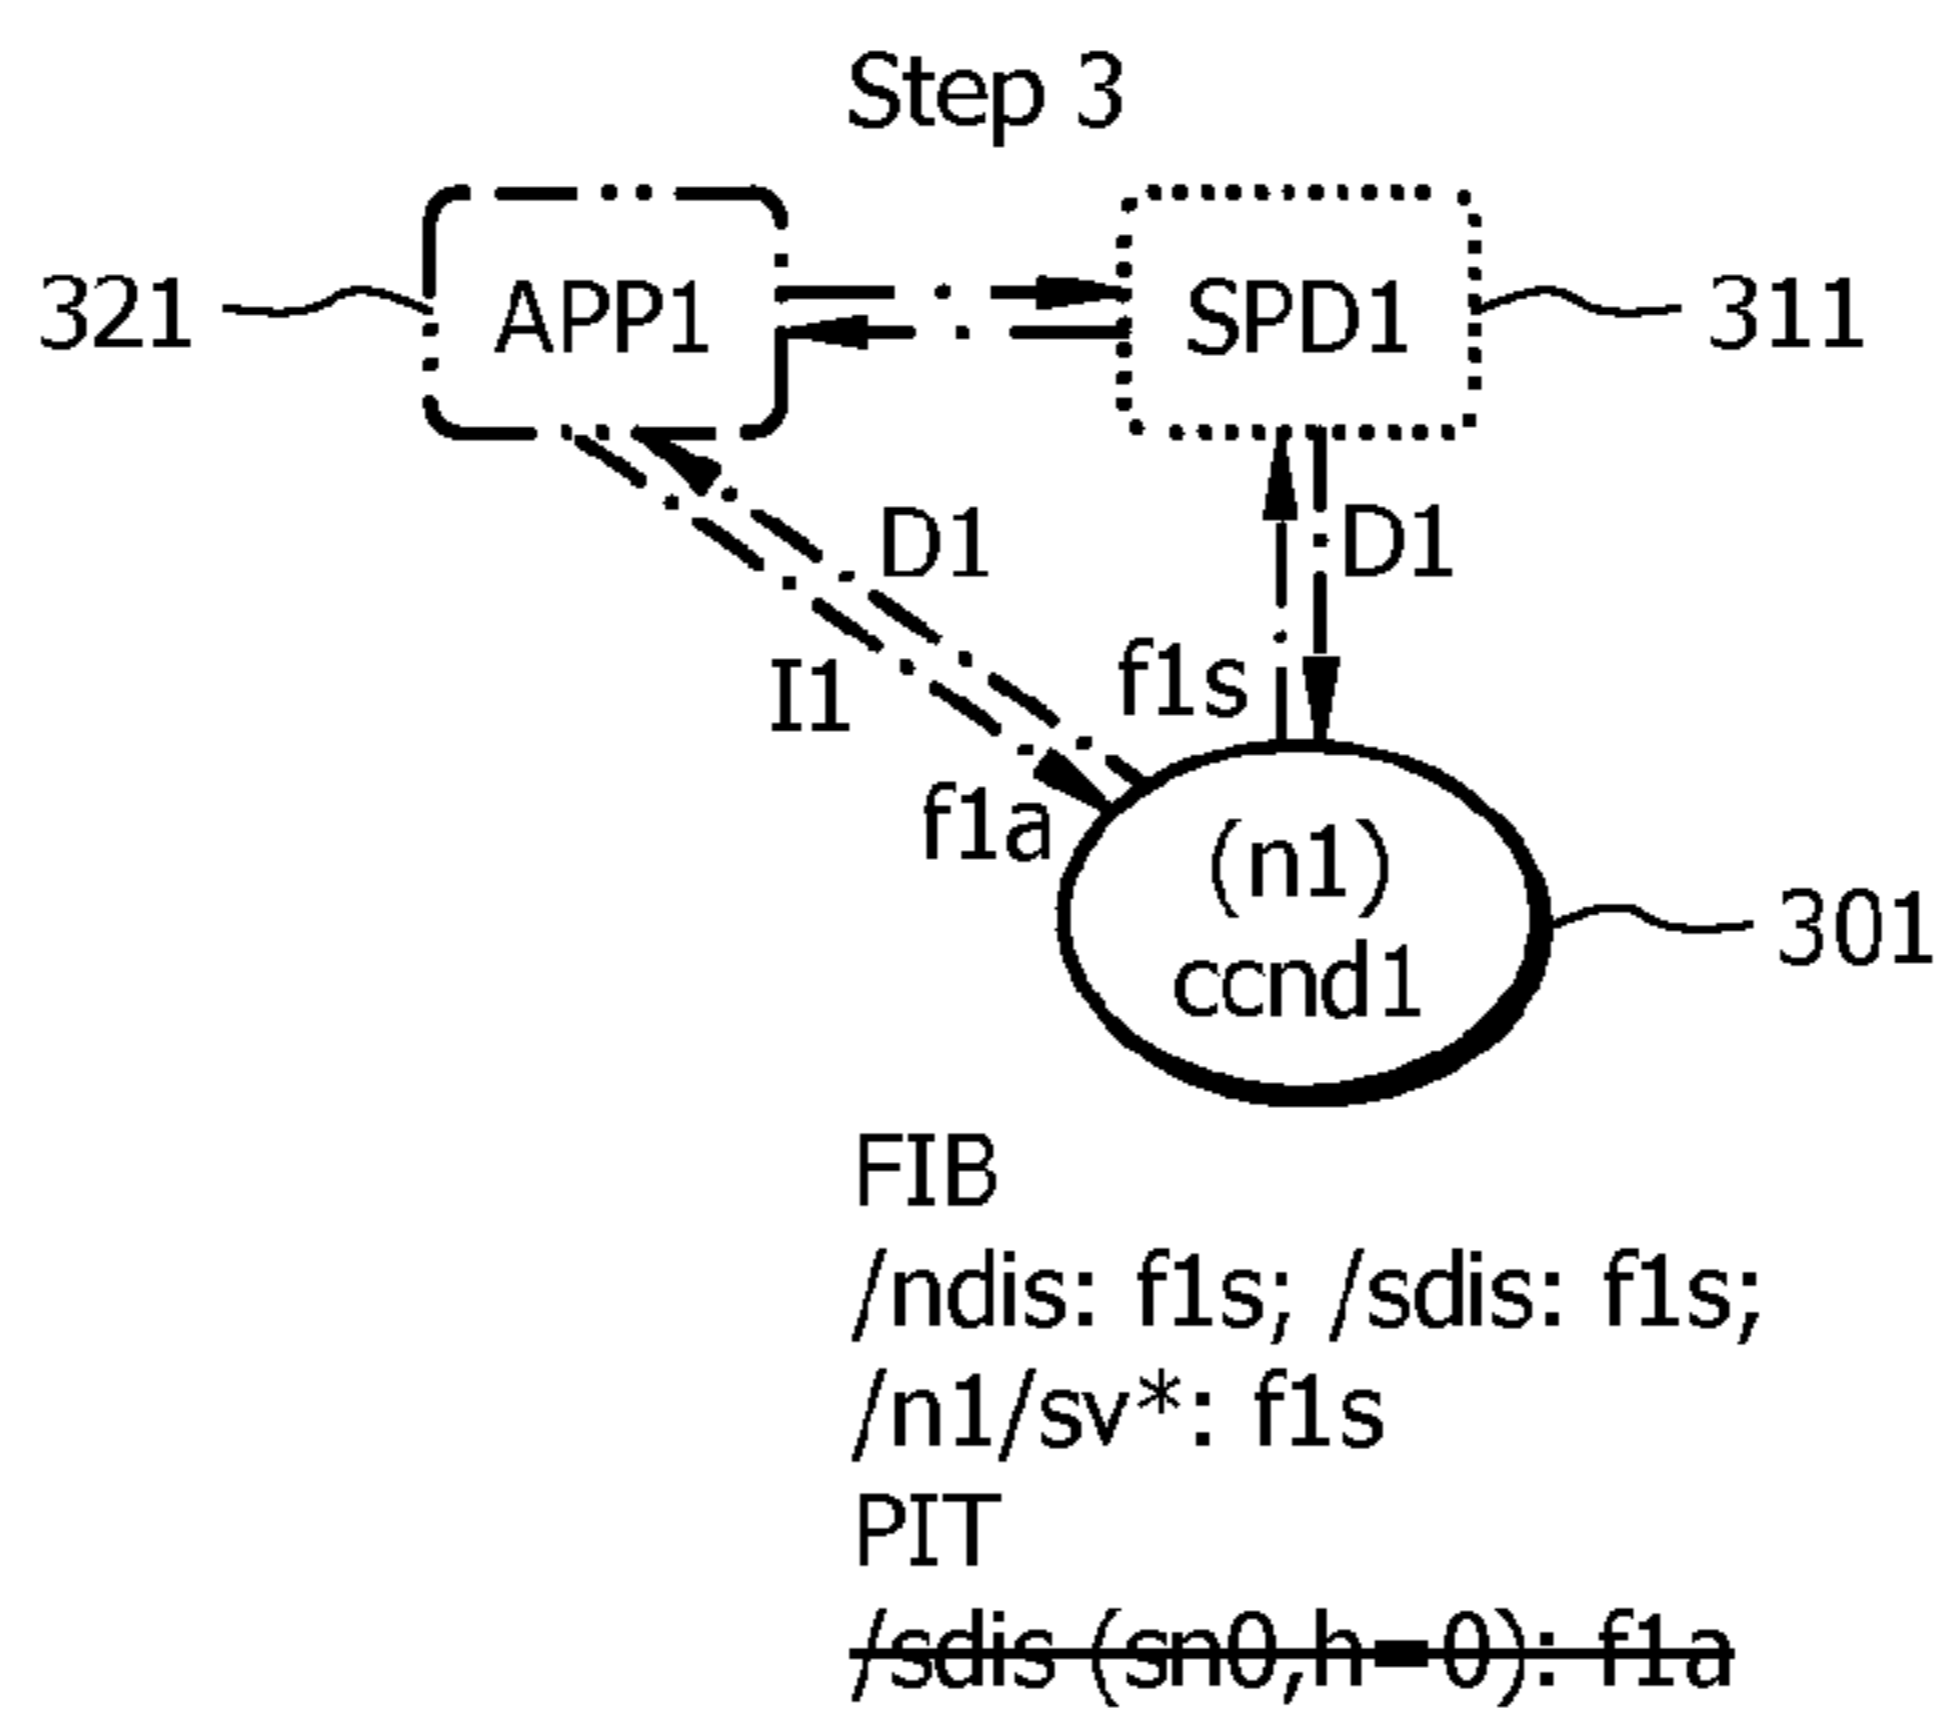 Step 3
321 APP1 SPD1 311
D1 D1
I1 f1s
f1a
(n1)
ccnd1 301
FIB
/ndis: f1s; /sdis: f1s;
/n1/sv*: f1s
PIT
/sdis (sn0,h=0): f1a